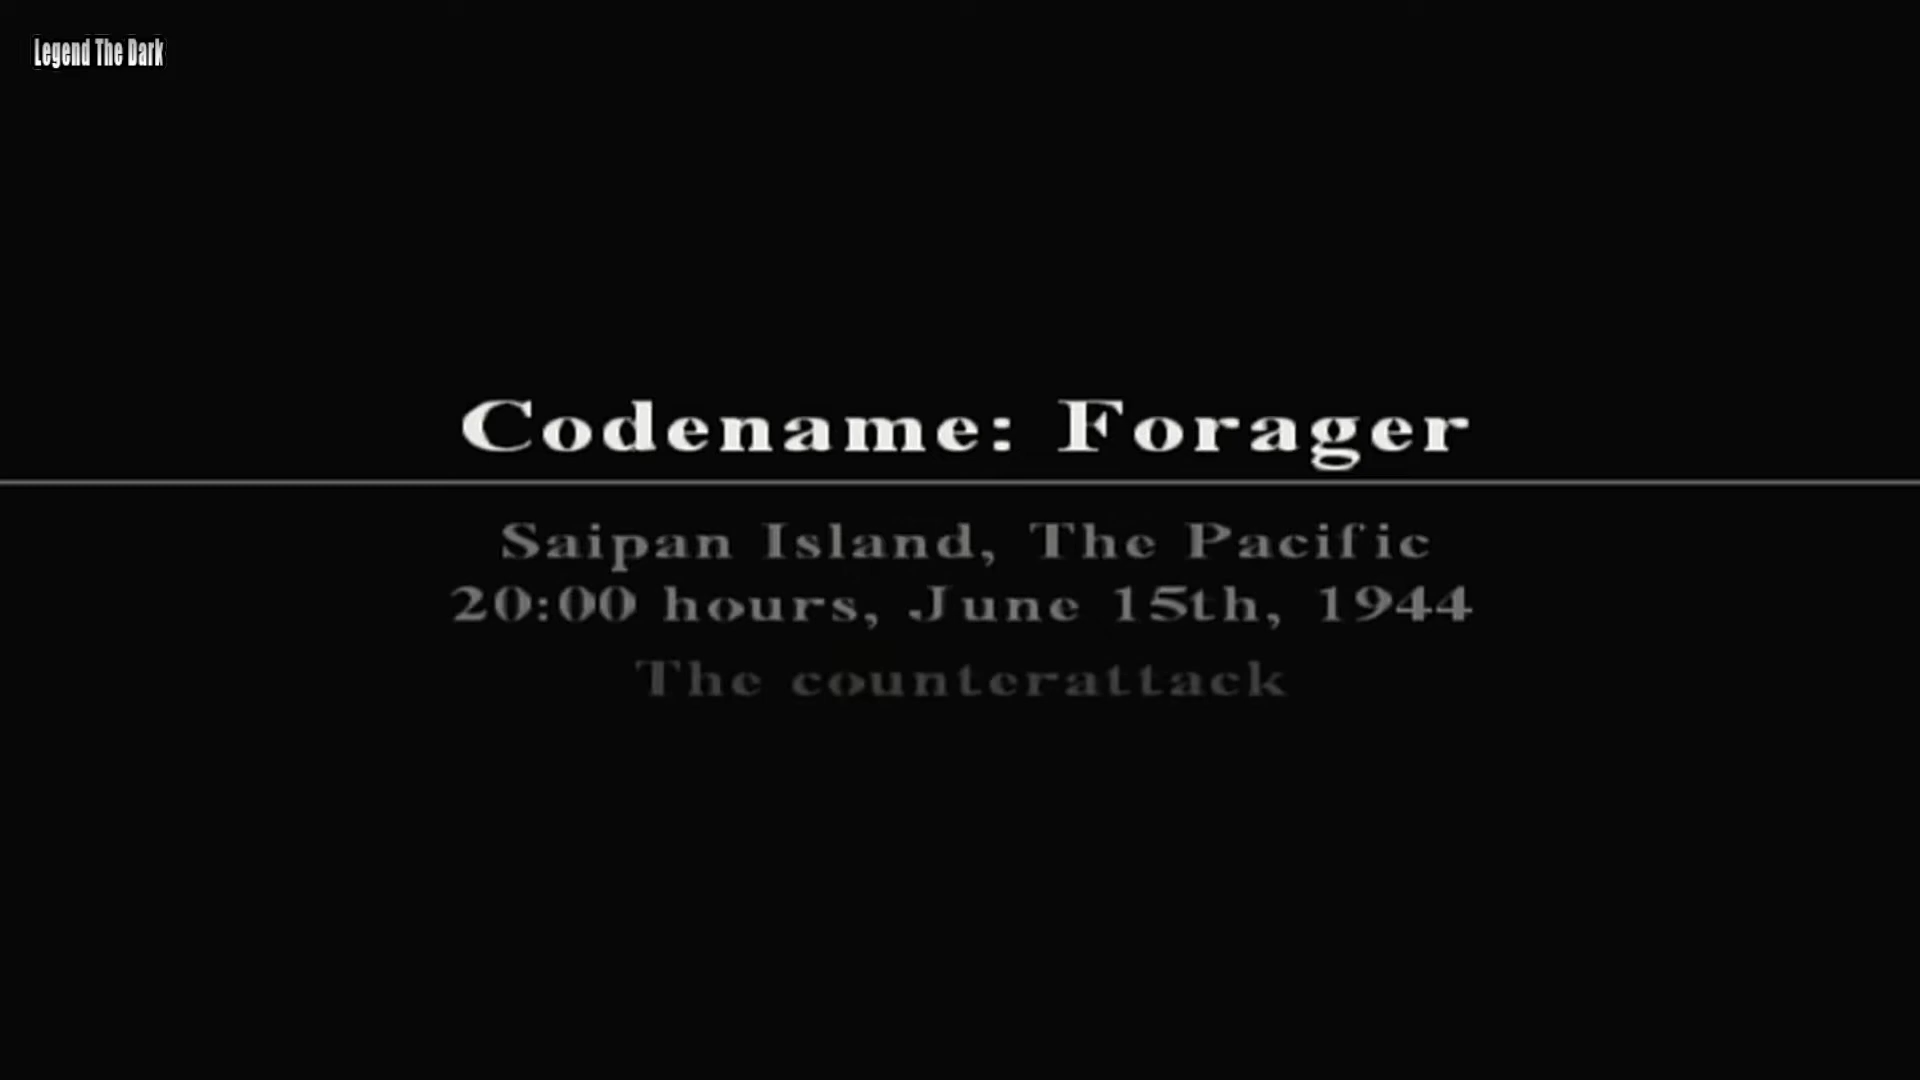 Legend The Dark
Codename: Forager
Saipan Island, The Pacific
20:00 hours, June 15th, 1944
The counterattack